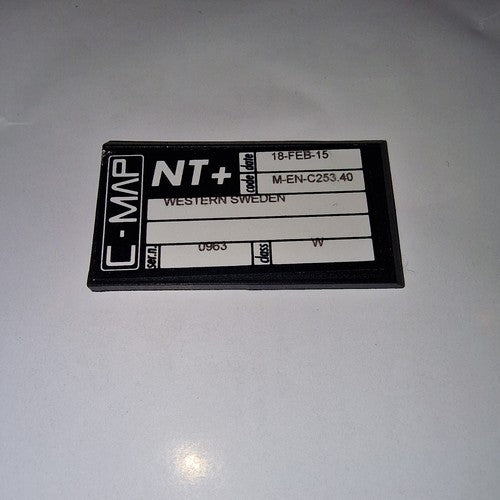 C-MAP
NT+
date 18-FEB-15
code M-EN-C253.40
WESTERN SWEDEN
ser.n. 0963 class W